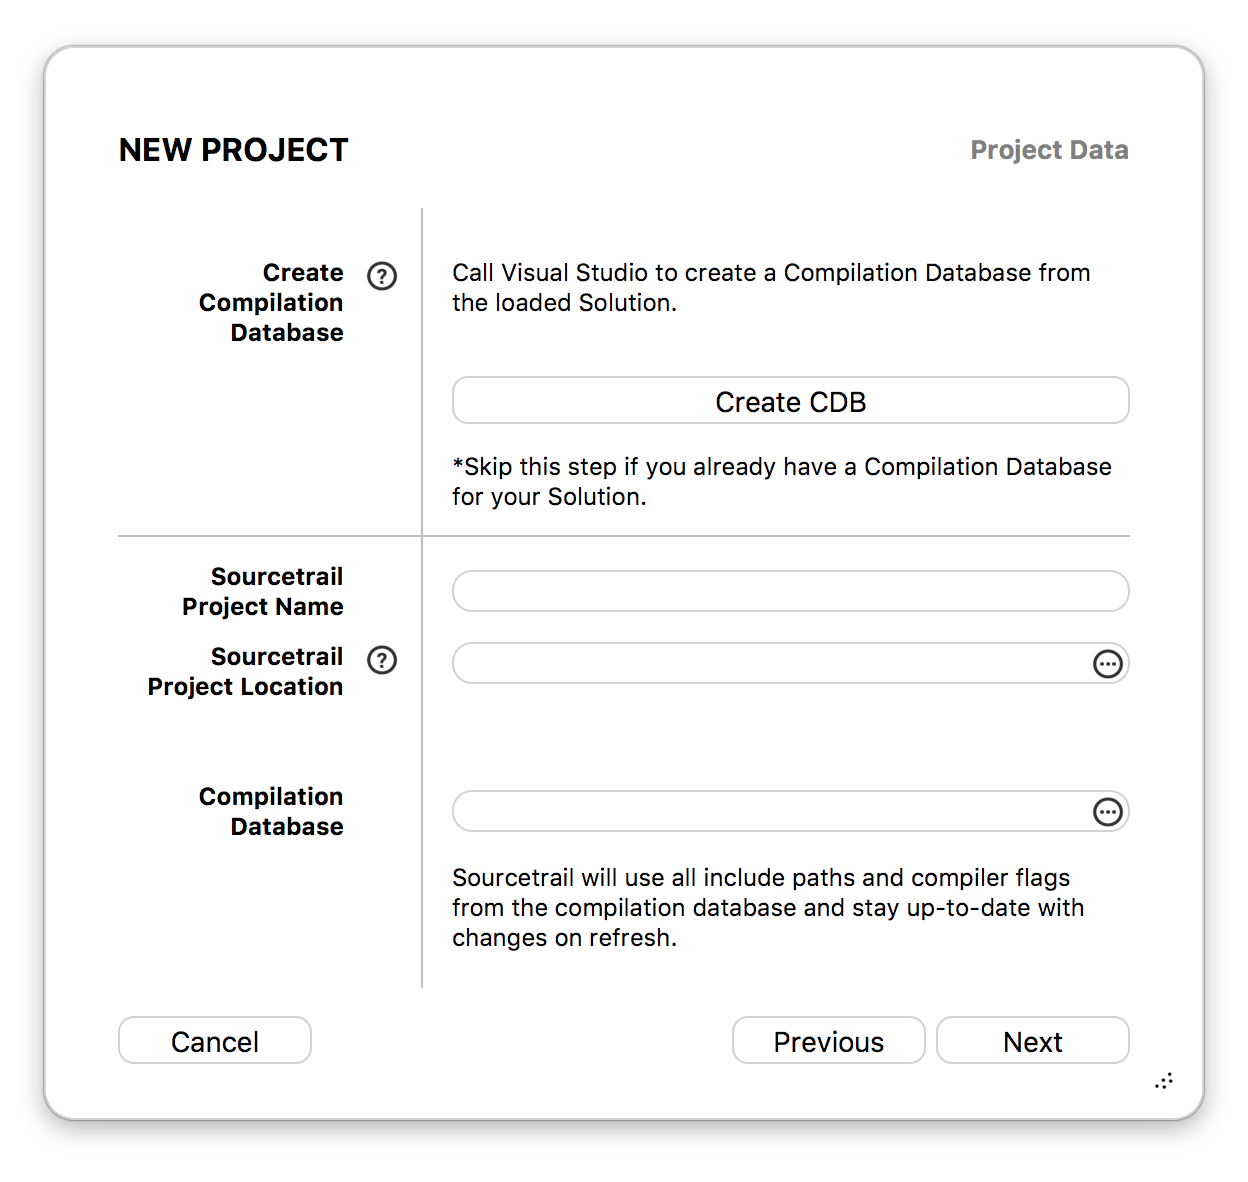 NEW PROJECT
Project Data
Create
Compilation
Database
?
Call Visual Studio to create a Compilation Database from
the loaded Solution.
Create CDB
*Skip this step if you already have a Compilation Database
for your Solution.
Sourcetrail
Project Name
Sourcetrail
Project Location
?
Compilation
Database
Sourcetrail will use all include paths and compiler flags
from the compilation database and stay up-to-date with
changes on refresh.
Cancel
Previous
Next